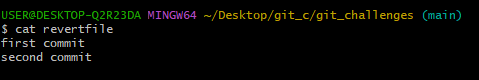 USER@DESKTOP-Q2R23DA MINGW64 ~/Desktop/git_c/git_challenges (main)
$ cat revertfile
first commit
second commit